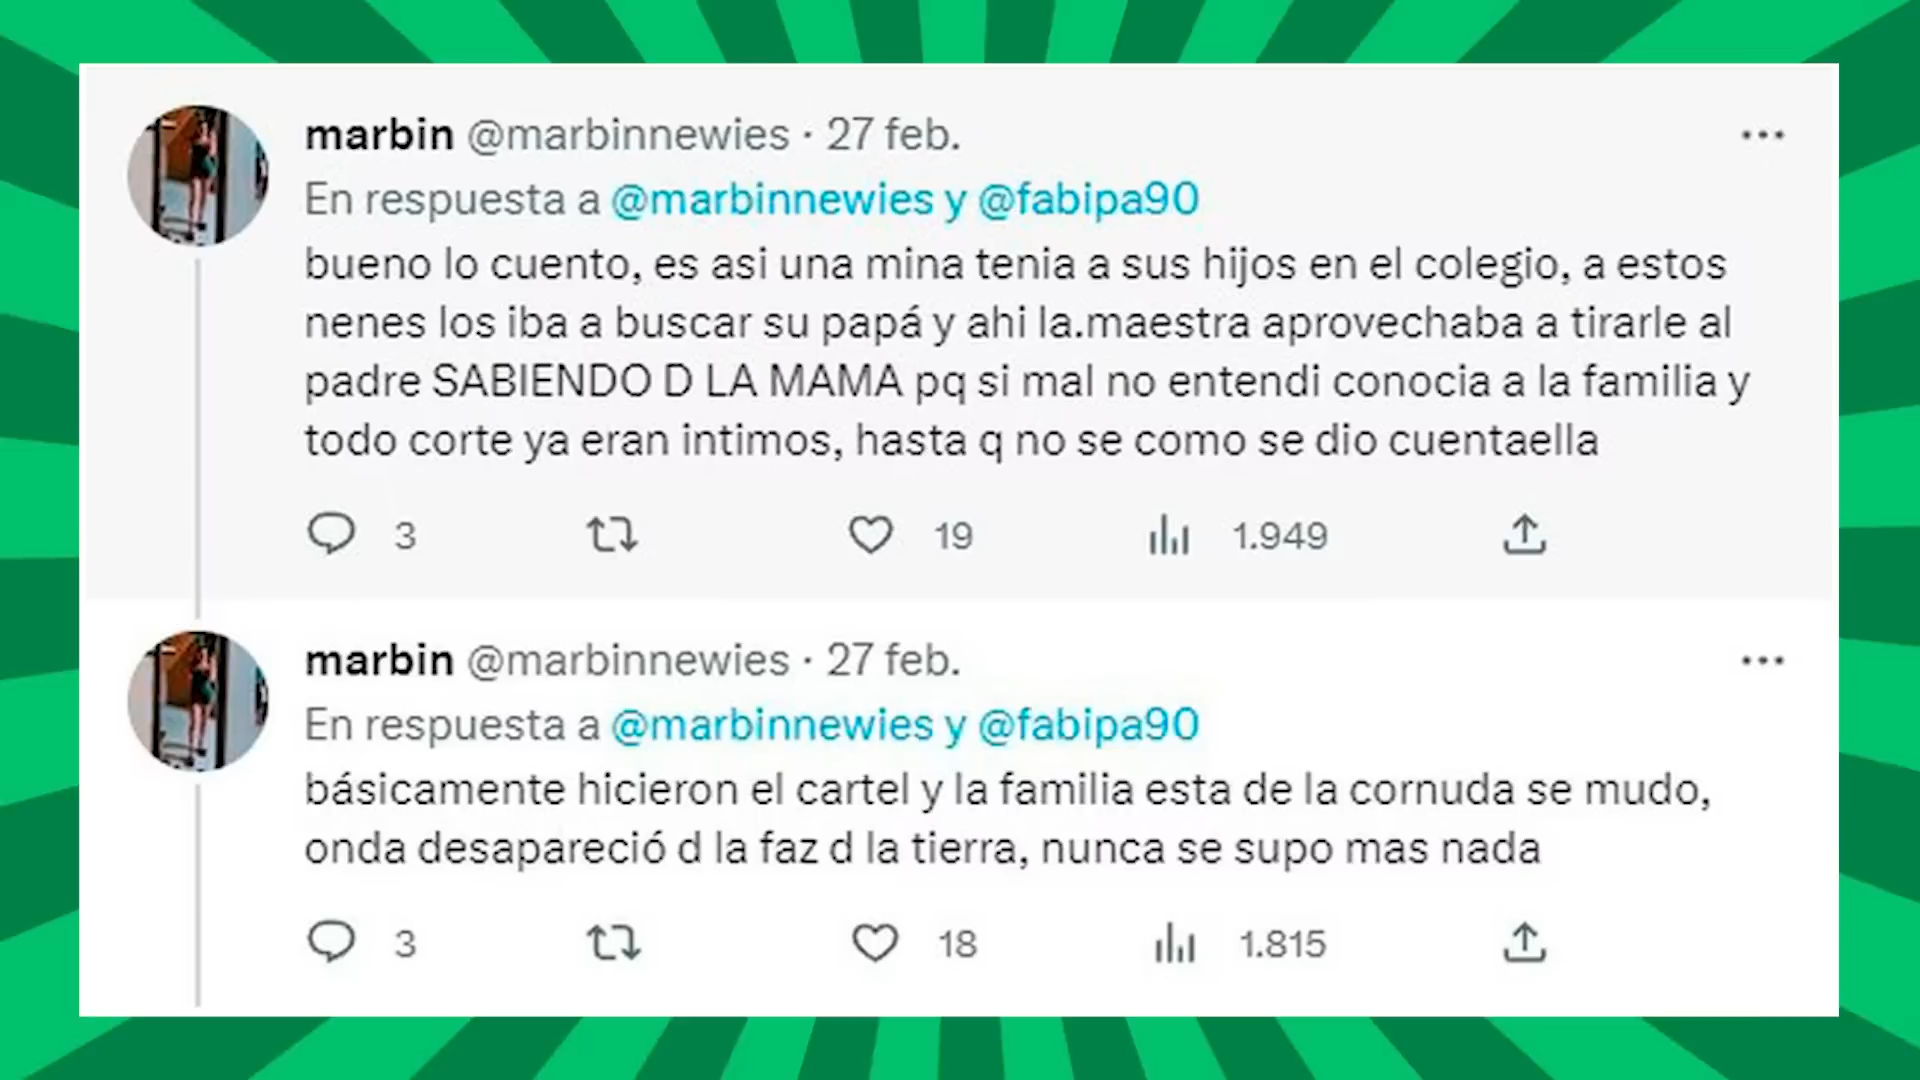 marbin @marbinnewies · 27 feb.
En respuesta a @marbinnewies y @fabipa90
bueno lo cuento, es asi una mina tenia a sus hijos en el colegio, a estos
nenes los iba a buscar su papá y ahi la.maestra aprovechaba a tirarle al
padre SABIENDO D LA MAMA pq si mal no entendi conocia a la familia y
todo corte ya eran intimos, hasta q no se como se dio cuentaella
3 19 1.949
marbin @marbinnewies · 27 feb.
En respuesta a @marbinnewies y @fabipa90
básicamente hicieron el cartel y la familia esta de la cornuda se mudo,
onda desapareció d la faz d la tierra, nunca se supo mas nada
3 18 1.815